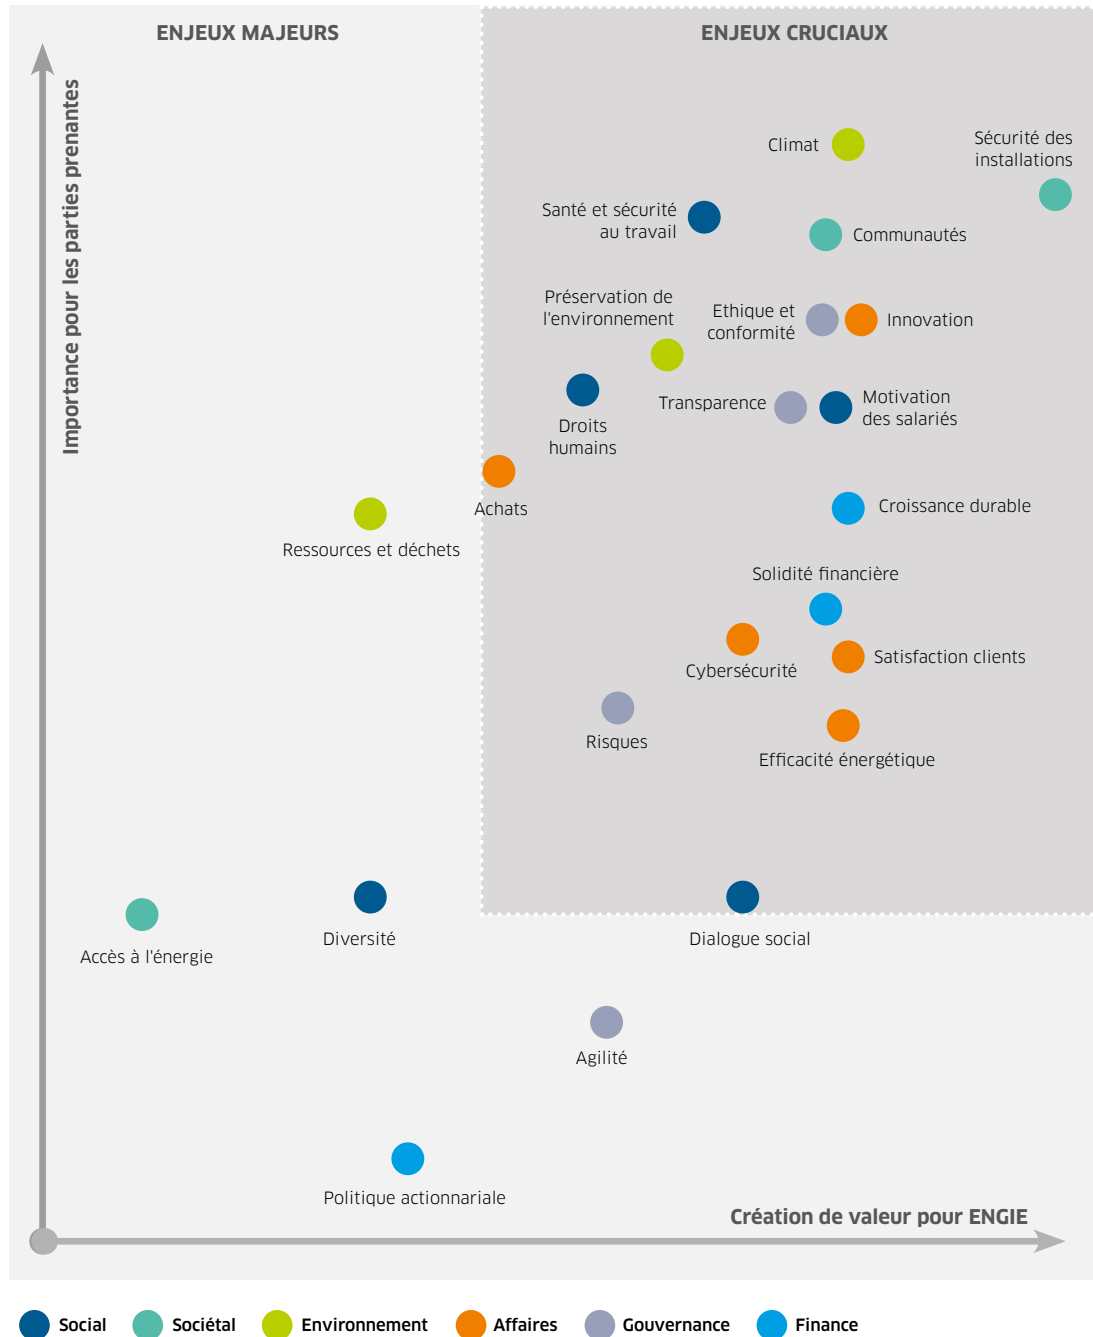 ENJEUX MAJEURS
ENJEUX CRUCIAUX
Importance pour les parties prenantes
Climat
Sécurité des
installations
Santé et sécurité
au travail
Communautés
Préservation de
l'environnement
Ethique et
conformité
Innovation
Transparence
Motivation
des salariés
Droits
humains
Achats
Croissance durable
Ressources et déchets
Solidité financière
Cybersécurité
Satisfaction clients
Risques
Efficacité énergétique
Diversité
Dialogue social
Accès à l'énergie
Agilité
Politique actionnariale
Création de valeur pour ENGIE
Social
Sociétal
Environnement
Affaires
Gouvernance
Finance